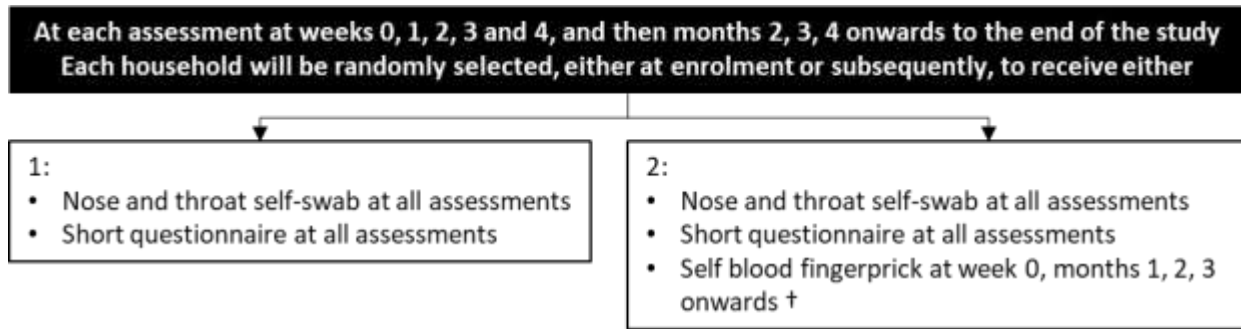 At each assessment at weeks 0, 1, 2, 3 and 4, and then months 2, 3, 4 onwards to the end of the study
Each household will be randomly selected, either at enrolment or subsequently, to receive either
1:
• Nose and throat self-swab at all assessments
• Short questionnaire at all assessments
2:
• Nose and throat self-swab at all assessments
• Short questionnaire at all assessments
• Self blood fingerprick at week 0, months 1, 2, 3
onwards †